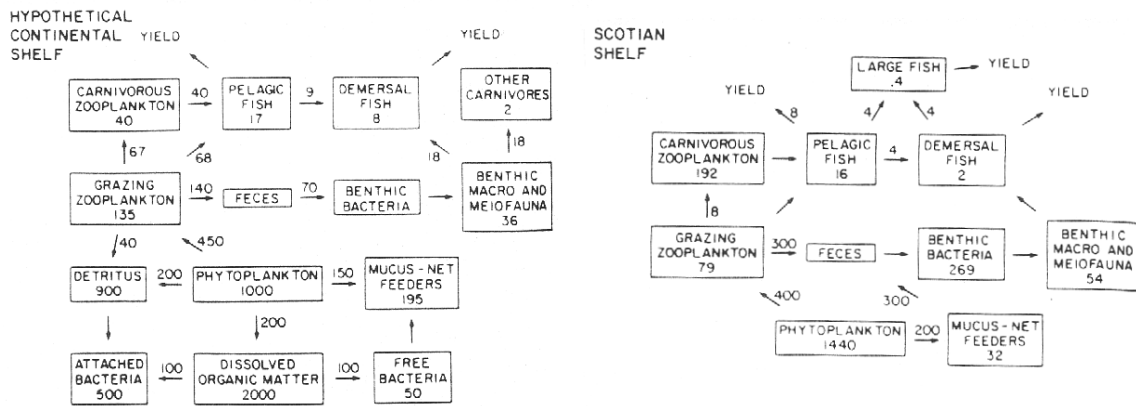 HYPOTHETICAL
CONTINENTAL
SHELF
YIELD
YIELD
CARNIVOROUS
ZOOPLANKTON
40
40
PELAGIC
FISH
17
9
DEMERSAL
FISH
8
OTHER
CARNIVORES
2
67
68
18
18
GRAZING
ZOOPLANKTON
135
140
FECES
70
BENTHIC
BACTERIA
BENTHIC
MACRO AND
MEIOFAUNA
36
40
450
DETRITUS
900
200
PHYTOPLANKTON
1000
150
MUCUS-NET
FEEDERS
195
200
ATTACHED
BACTERIA
500
100
DISSOLVED
ORGANIC MATTER
2000
100
FREE
BACTERIA
50
SCOTIAN
SHELF
LARGE FISH
.4
YIELD
YIELD
YIELD
8
4
4
CARNIVOROUS
ZOOPLANKTON
192
PELAGIC
FISH
16
4
DEMERSAL
FISH
2
8
GRAZING
ZOOPLANKTON
79
300
FECES
BENTHIC
BACTERIA
269
BENTHIC
MACRO AND
MEIOFAUNA
54
400
300
PHYTOPLANKTON
1440
200
MUCUS-NET
FEEDERS
32